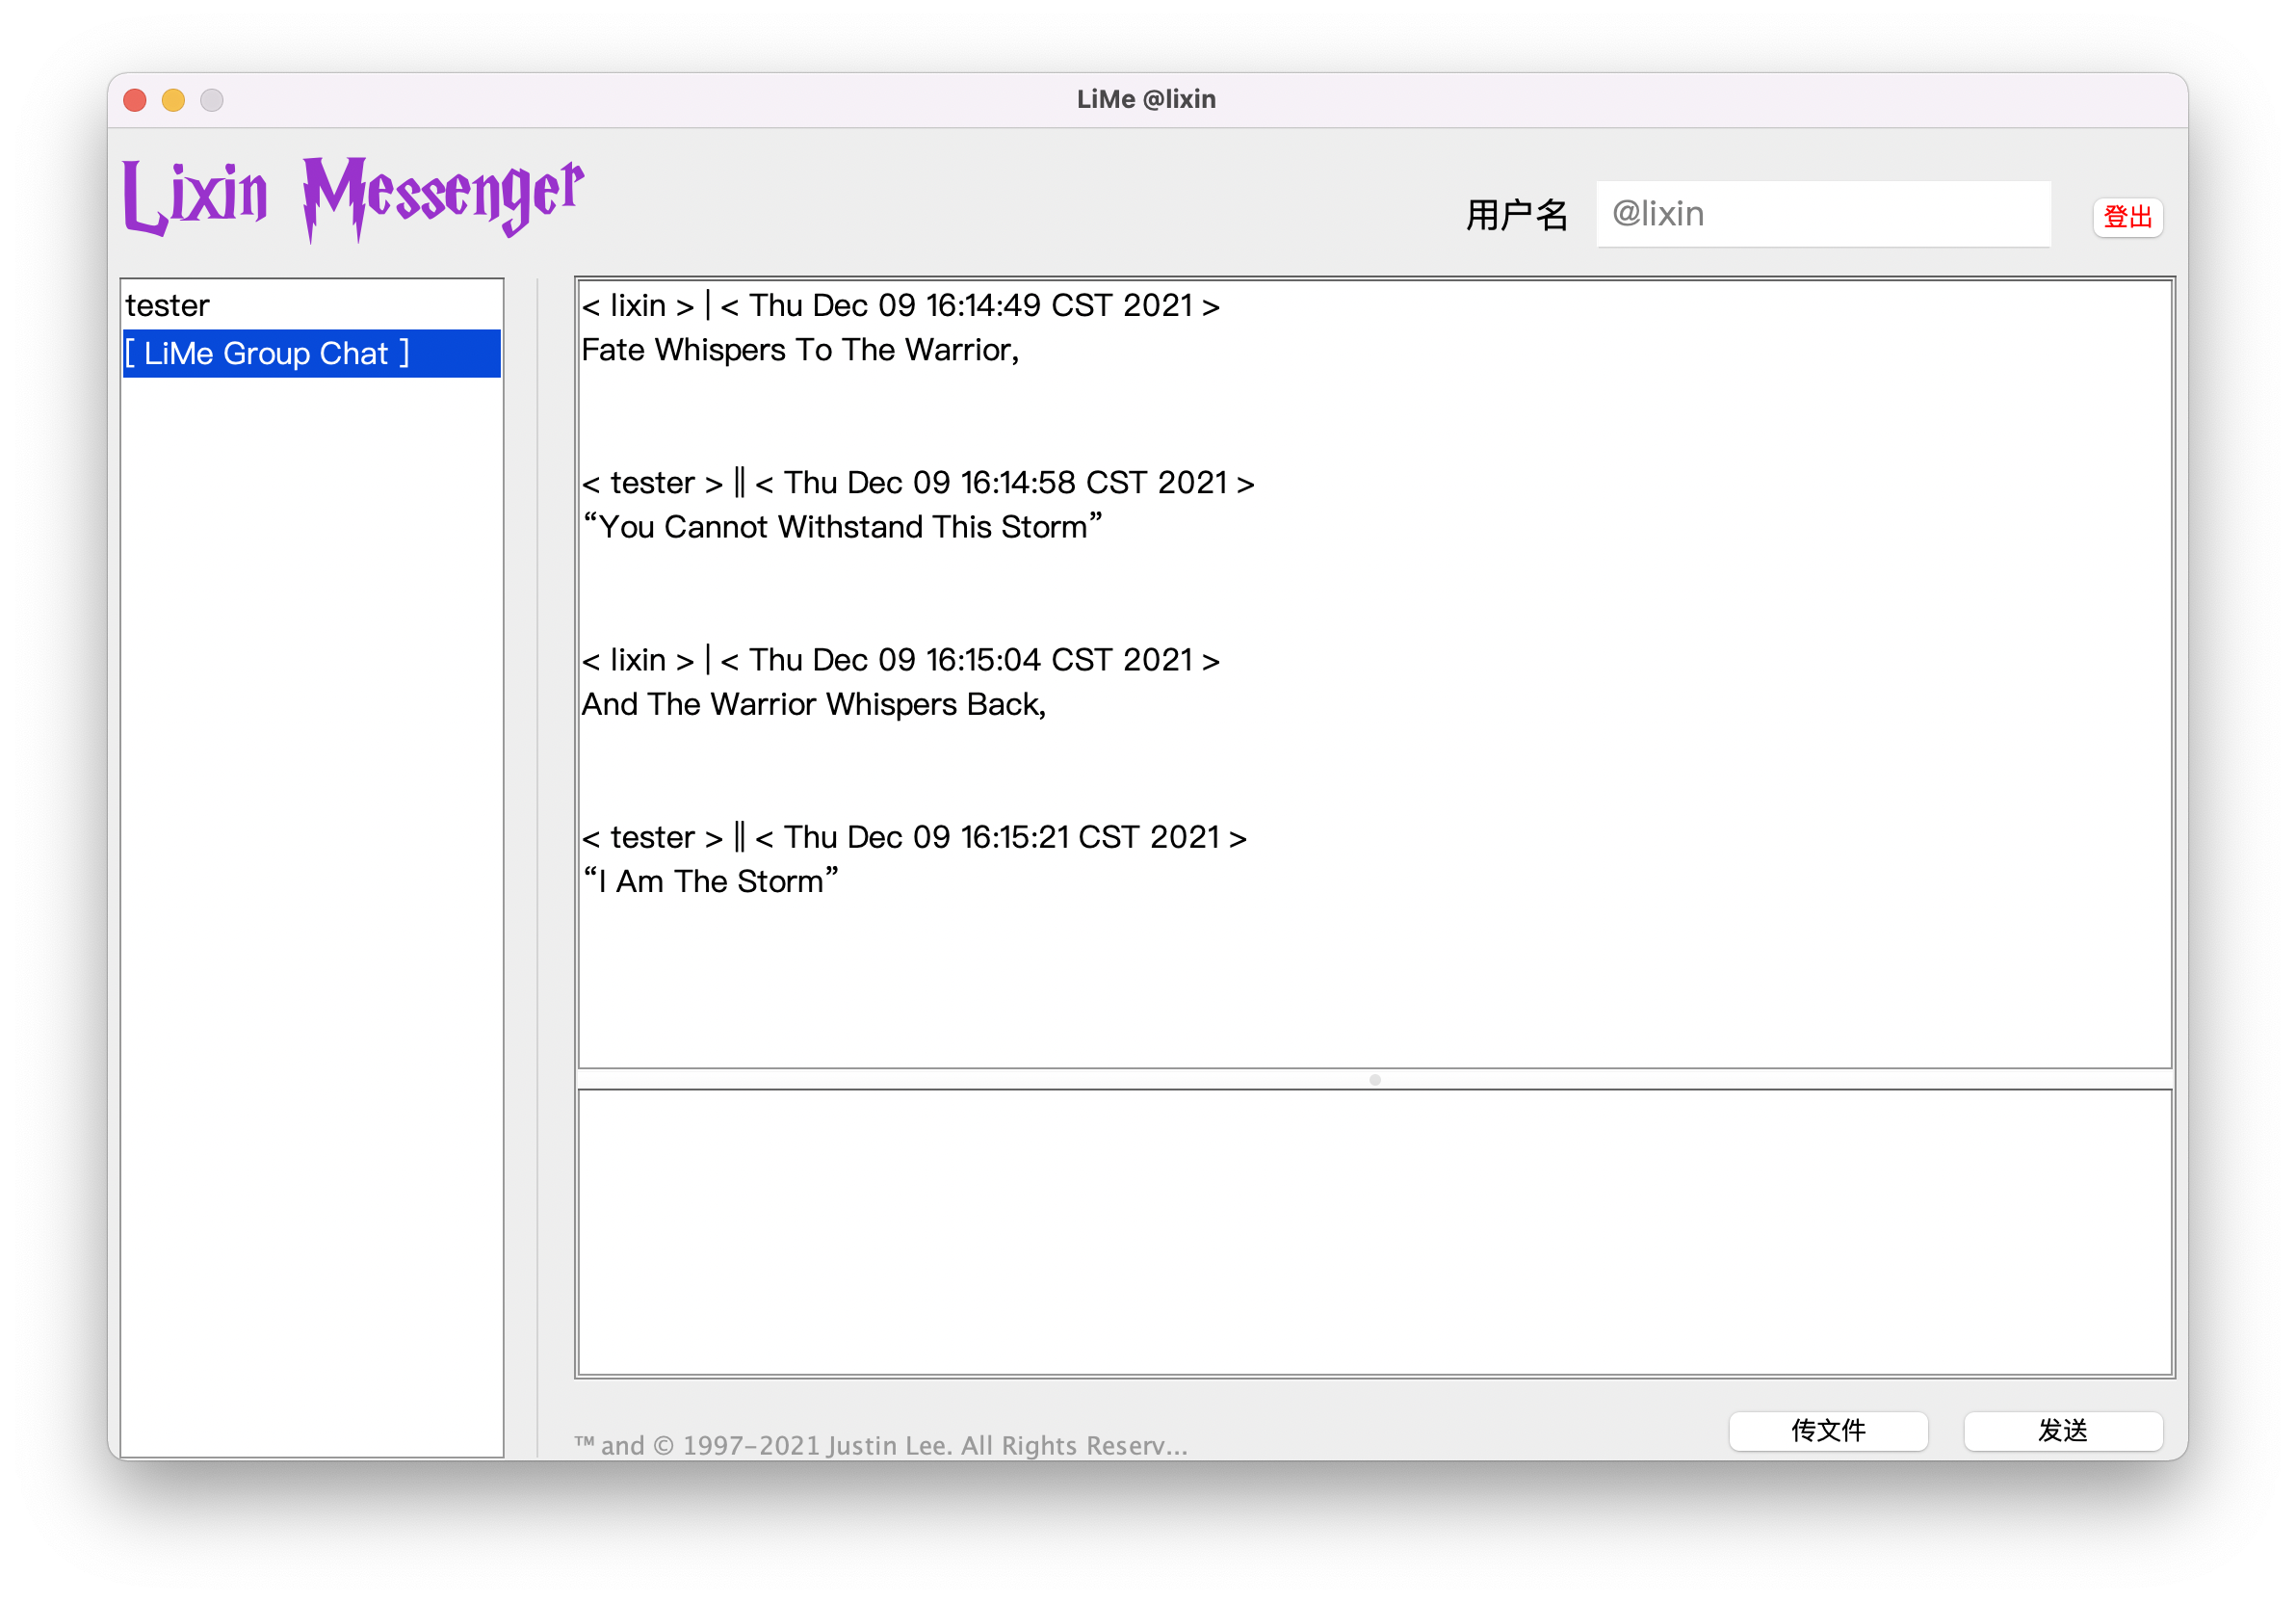 LiMe @lixin
Lixin Messenger
用户名 @lixin 登出
tester
[ LiMe Group Chat ]
< lixin > | < Thu Dec 09 16:14:49 CST 2021 >
Fate Whispers To The Warrior,
< tester > || < Thu Dec 09 16:14:58 CST 2021 >
“You Cannot Withstand This Storm”
< lixin > | < Thu Dec 09 16:15:04 CST 2021 >
And The Warrior Whispers Back,
< tester > || < Thu Dec 09 16:15:21 CST 2021 >
“I Am The Storm”
™ and © 1997-2021 Justin Lee. All Rights Reserv...
传文件 发送